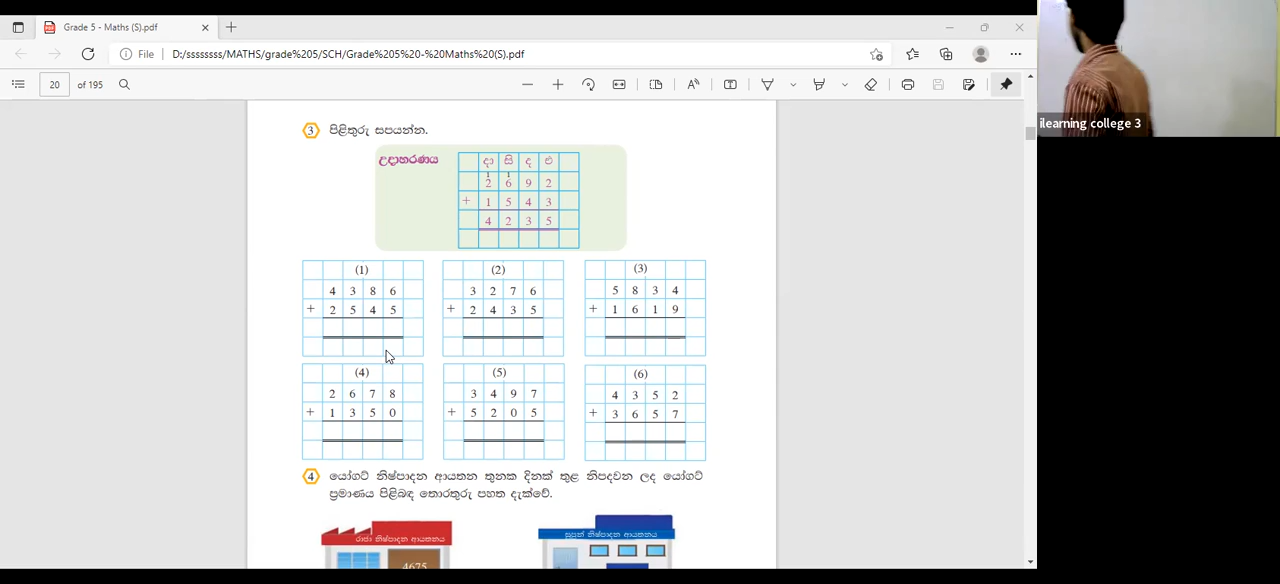 Grade 5 - Maths (S).pdf
File D:/ssssssss/MATHS/grade%205/SCH/Grade%205%20-%20Maths%20(S).pdf
20 of 195
ilearning college 3
3 පිළිතුරු සපයන්න.
උදාහරණය
දා සි ද එ
1 1
2 6 9 2
+ 1 5 4 3
4 2 3 5
(1) (2) (3)
4 3 8 6 3 2 7 6 5 8 3 4
+ 2 5 4 5 + 2 4 3 5 + 1 6 1 9
(4) (5) (6)
2 6 7 8 3 4 9 7 4 3 5 2
+ 1 3 5 0 + 5 2 0 5 + 3 6 5 7
4 යෝගට් නිෂ්පාදන ආයතන තුනක දිනක් තුළ නිපදවන ලද යෝගට්
ප්‍රමාණය පිළිබඳ තොරතුරු පහත දැක්වේ.
රාජා නිෂ්පාදන ආයතනය සුපුන් නිෂ්පාදන ආයතනය
4675